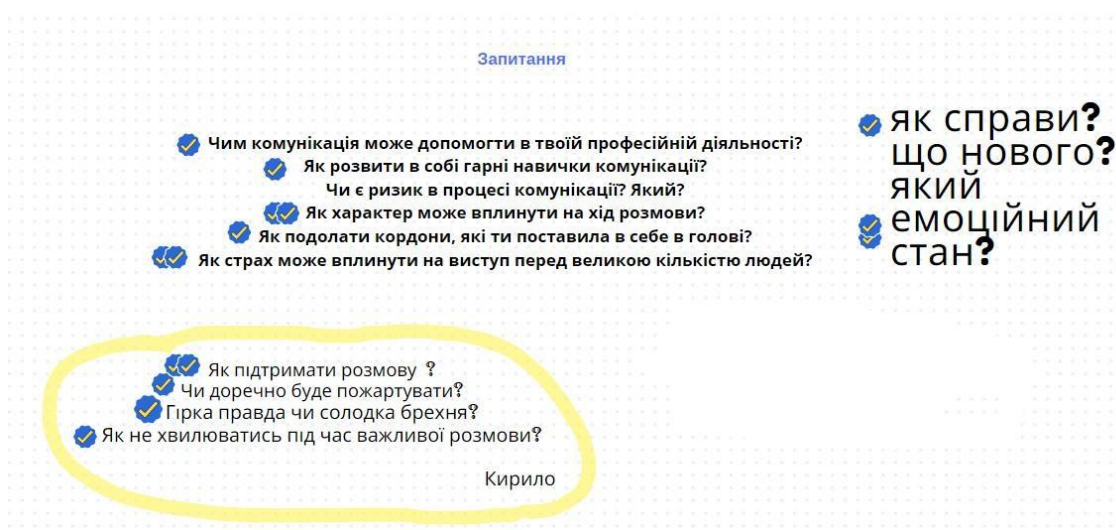 Запитання
Чим комунікація може допомогти в твоїй професійній діяльності?
Як розвити в собі гарні навички комунікації?
Чи є ризик в процесі комунікації? Який?
Як характер може вплинути на хід розмови?
Як подолати кордони, які ти поставила в себе в голові?
Як страх може вплинути на виступ перед великою кількістю людей?
як справи?
що нового?
який
емоційний
стан?
Як підтримати розмову ?
Чи доречно буде пожартувати?
Гірка правда чи солодка брехня?
Як не хвилюватись під час важливої розмови?
Кирило